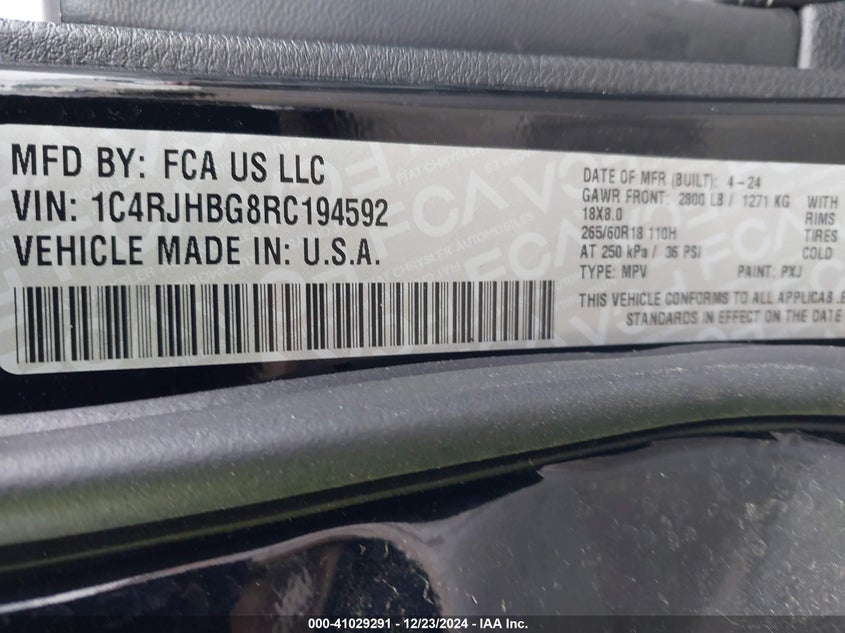 MFD BY: FCA US LLC
VIN: 1C4RJHBG8RC194592
VEHICLE MADE IN: U.S.A.
DATE OF MFR (BUILT): 4-24
GAWR FRONT: 2800 LB / 1271 KG WITH
18X8.0 RIMS
265/60R18 110H TIRES
AT 250 kPa / 36 PSI COLD
TYPE: MPV PAINT: PXJ
THIS VEHICLE CONFORMS TO ALL APPLICABLE
STANDARDS IN EFFECT ON THE DATE
000-41029291 - 12/23/2024 - IAA Inc.